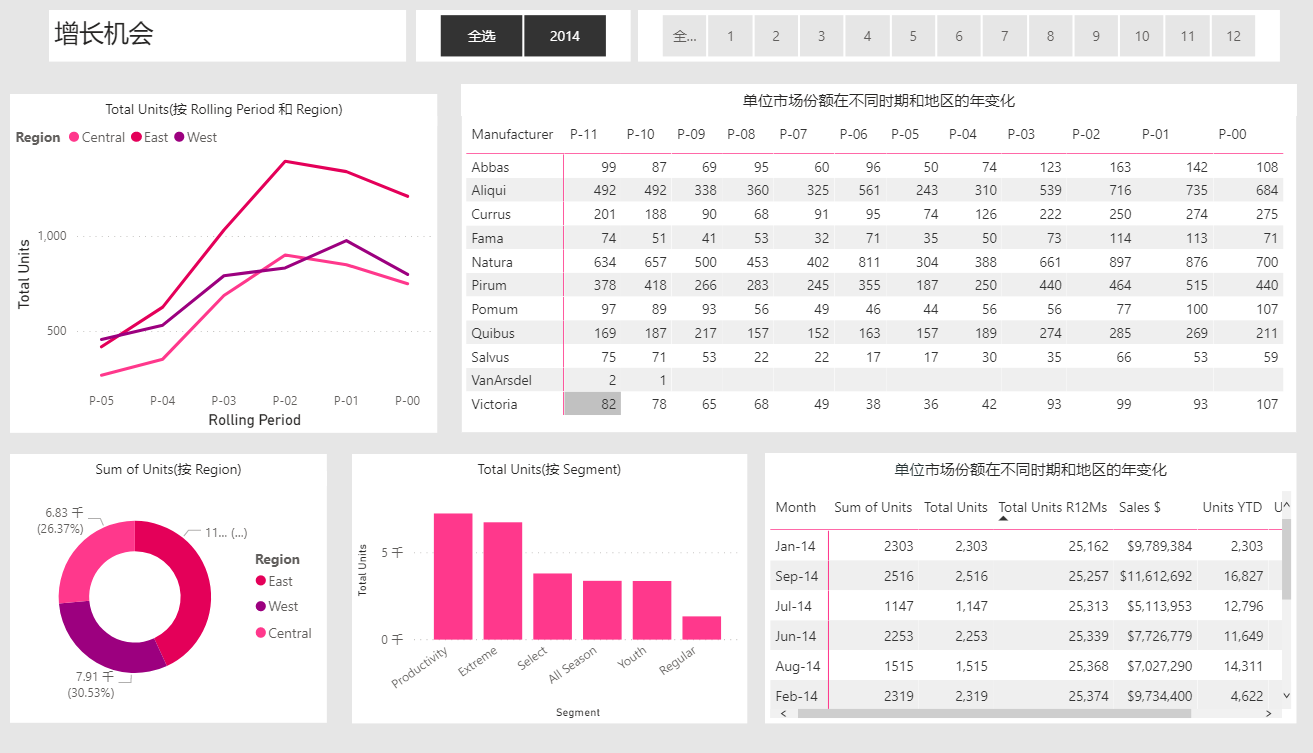 增长机会
全选 2014
全... 1 2 3 4 5 6 7 8 9 10 11 12
Total Units(按 Rolling Period 和 Region)
Region Central East West
Total Units
1,000
500
P-05 P-04 P-03 P-02 P-01 P-00
Rolling Period
单位市场份额在不同时期和地区的年变化
Manufacturer P-11 P-10 P-09 P-08 P-07 P-06 P-05 P-04 P-03 P-02 P-01 P-00
Abbas 99 87 69 95 60 96 50 74 123 163 142 108
Aliqui 492 492 338 360 325 561 243 310 539 716 735 684
Currus 201 188 90 68 91 95 74 126 222 250 274 275
Fama 74 51 41 53 32 71 35 50 73 114 113 71
Natura 634 657 500 453 402 811 304 388 661 897 876 700
Pirum 378 418 266 283 245 355 187 250 440 464 515 440
Pomum 97 89 93 56 49 46 44 56 56 77 100 107
Quibus 169 187 217 157 152 163 157 189 274 285 269 211
Salvus 75 71 53 22 22 17 17 30 35 66 53 59
VanArsdel 2 1
Victoria 82 78 65 68 49 38 36 42 93 99 93 107
Sum of Units(按 Region)
6.83 千
(26.37%)
11... (...)
7.91 千
(30.53%)
Region
East
West
Central
Total Units(按 Segment)
Total Units
5 千
0 千
Productivity Extreme Select All Season Youth Regular
Segment
单位市场份额在不同时期和地区的年变化
Month Sum of Units Total Units Total Units R12Ms Sales $ Units YTD U
Jan-14 2303 2,303 25,162 $9,789,384 2,303
Sep-14 2516 2,516 25,257 $11,612,692 16,827
Jul-14 1147 1,147 25,313 $5,113,953 12,796
Jun-14 2253 2,253 25,339 $7,726,779 11,649
Aug-14 1515 1,515 25,368 $7,027,290 14,311
Feb-14 2319 2,319 25,374 $9,734,400 4,622